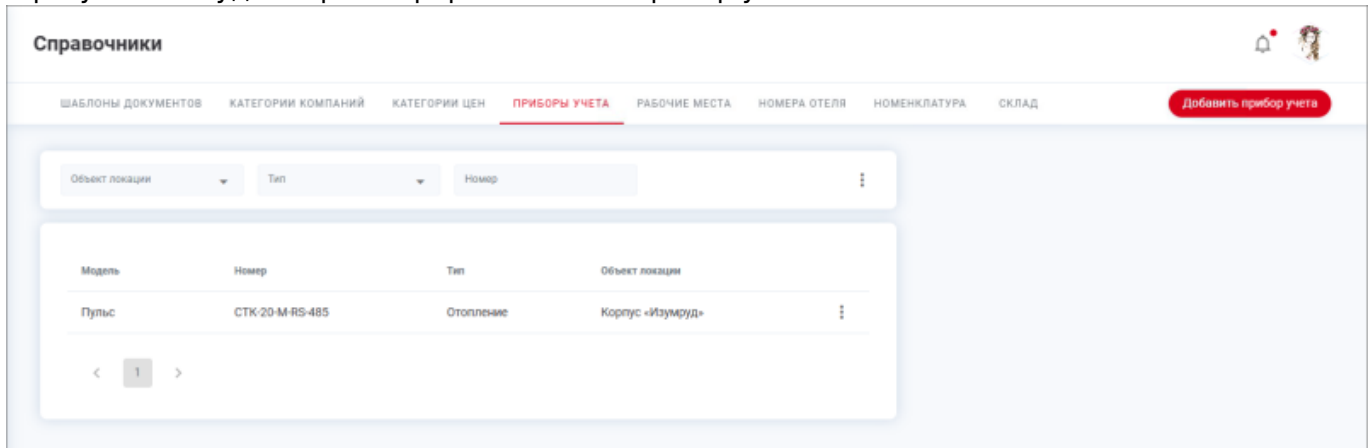 Справочники
ШАБЛОНЫ ДОКУМЕНТОВ КАТЕГОРИИ КОМПАНИЙ КАТЕГОРИИ ЦЕН ПРИБОРЫ УЧЕТА РАБОЧИЕ МЕСТА НОМЕРА ОТЕЛЯ НОМЕНКЛАТУРА СКЛАД Добавить прибор учета
Объект локации Тип Номер
Модель Номер Тип Объект локации
Пульс СТК-20-М-RS-485 Отопление Корпус «Изумруд»
< 1 >